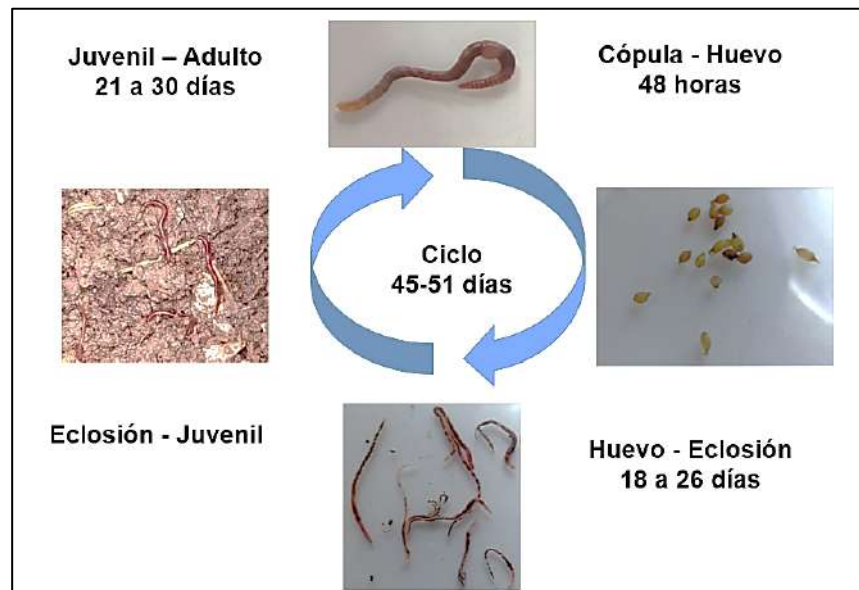 Juvenil – Adulto
21 a 30 días
Cópula - Huevo
48 horas
Ciclo
45-51 días
Eclosión - Juvenil
Huevo - Eclosión
18 a 26 días